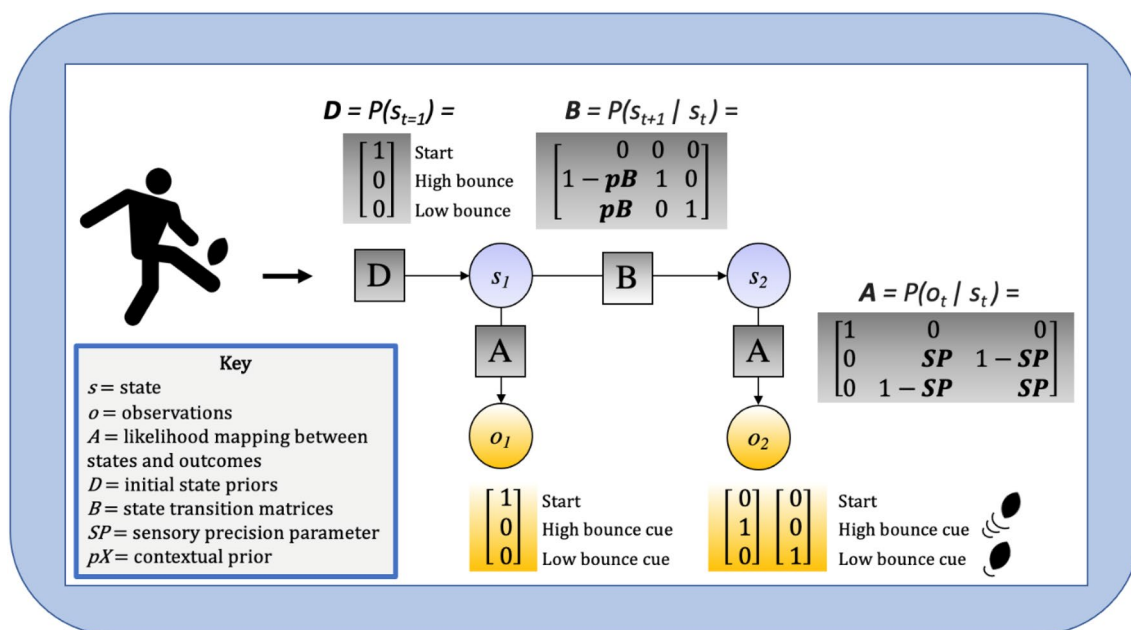 D = P(s_{t=1}) =
1 Start
0 High bounce
0 Low bounce
B = P(s_{t+1} | s_t) =
0 0 0
1 − pB 1 0
pB 0 1
D
s_1
B
s_2
A
A
o_1
o_2
A = P(o_t | s_t) =
1 0 0
0 SP 1 − SP
0 1 − SP SP
Key
s = state
o = observations
A = likelihood mapping between
states and outcomes
D = initial state priors
B = state transition matrices
SP = sensory precision parameter
pX = contextual prior
1 Start
0 High bounce cue
0 Low bounce cue
0 0 Start
1 0 High bounce cue
0 1 Low bounce cue